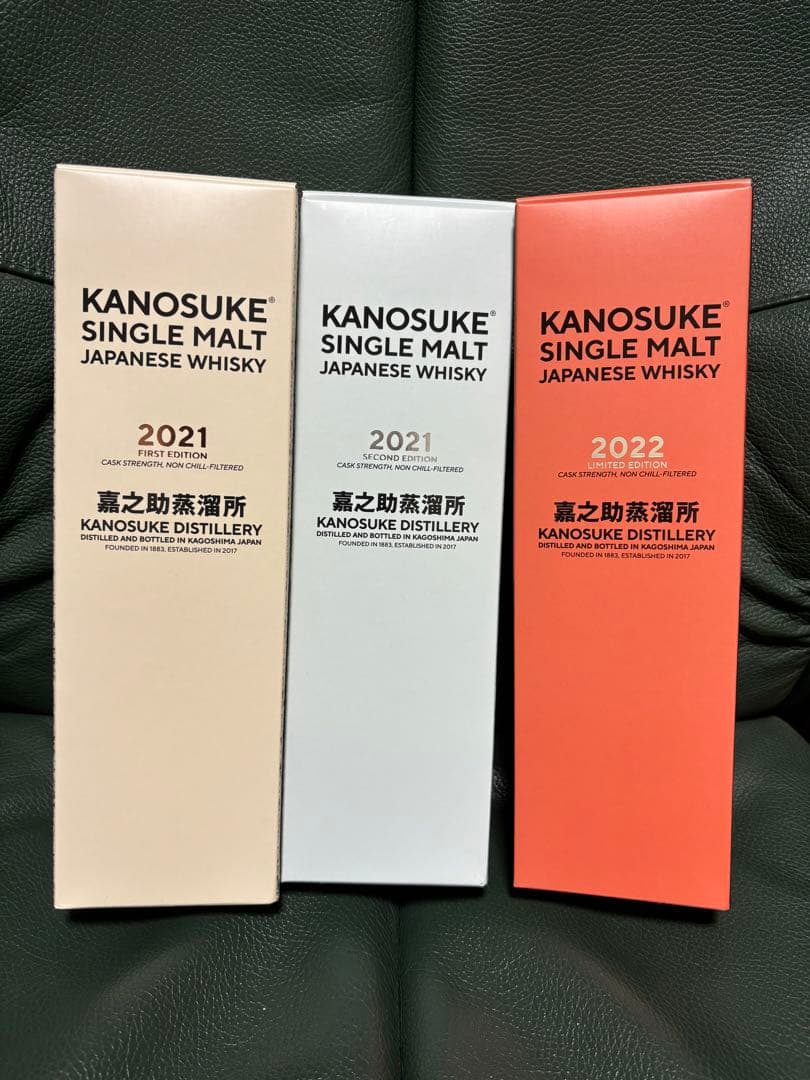 KANOSUKE®
SINGLE MALT
JAPANESE WHISKY
2021
FIRST EDITION
CASK STRENGTH, NON CHILL-FILTERED
嘉之助蒸溜所
KANOSUKE DISTILLERY
DISTILLED AND BOTTLED IN KAGOSHIMA JAPAN
FOUNDED IN 1883, ESTABLISHED IN 2017
KANOSUKE®
SINGLE MALT
JAPANESE WHISKY
2021
SECOND EDITION
CASK STRENGTH, NON CHILL-FILTERED
嘉之助蒸溜所
KANOSUKE DISTILLERY
DISTILLED AND BOTTLED IN KAGOSHIMA JAPAN
FOUNDED IN 1883, ESTABLISHED IN 2017
KANOSUKE®
SINGLE MALT
JAPANESE WHISKY
2022
LIMITED EDITION
CASK STRENGTH, NON CHILL-FILTERED
嘉之助蒸溜所
KANOSUKE DISTILLERY
DISTILLED AND BOTTLED IN KAGOSHIMA JAPAN
FOUNDED IN 1883, ESTABLISHED IN 2017